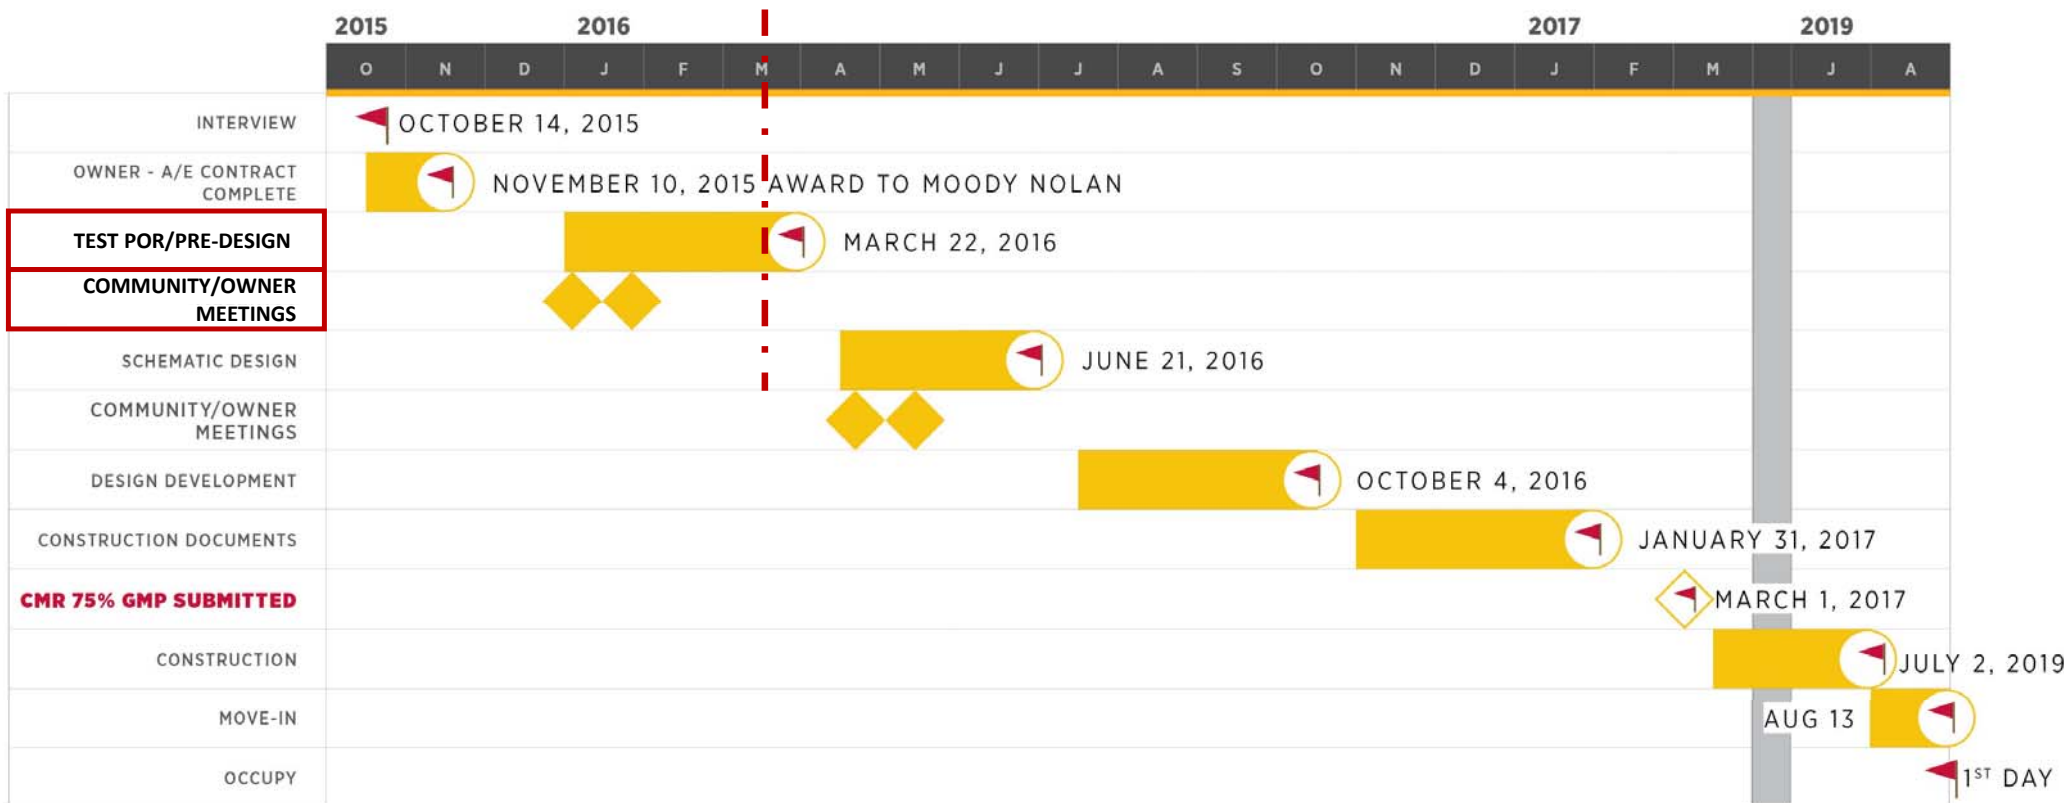 2015 2016 2017 2019
O N D J F M A M J J A S O N D J F M J A
INTERVIEW OCTOBER 14, 2015
OWNER - A/E CONTRACT
COMPLETE
NOVEMBER 10, 2015 AWARD TO MOODY NOLAN
TEST POR/PRE-DESIGN MARCH 22, 2016
COMMUNITY/OWNER
MEETINGS
SCHEMATIC DESIGN JUNE 21, 2016
COMMUNITY/OWNER
MEETINGS
DESIGN DEVELOPMENT OCTOBER 4, 2016
CONSTRUCTION DOCUMENTS JANUARY 31, 2017
CMR 75% GMP SUBMITTED MARCH 1, 2017
CONSTRUCTION JULY 2, 2019
MOVE-IN AUG 13
OCCUPY 1ST DAY